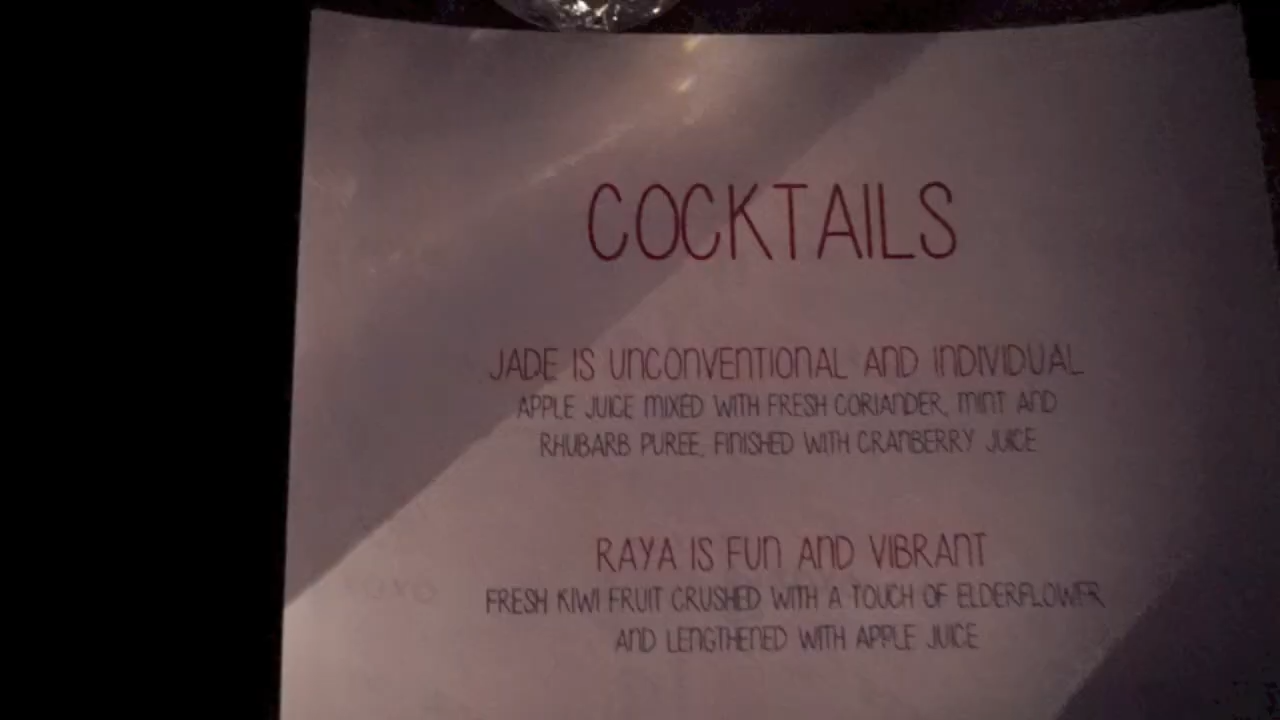 COCKTAILS
JADE IS UNCONVENTIONAL AND INDIVIDUAL
APPLE JUICE MIXED WITH FRESH CORIANDER, MINT AND
RHUBARB PUREE, FINISHED WITH CRANBERRY JUICE
RAYA IS FUN AND VIBRANT
FRESH KIWI FRUIT CRUSHED WITH A TOUCH OF ELDERFLOWER
AND LENGTHENED WITH APPLE JUICE